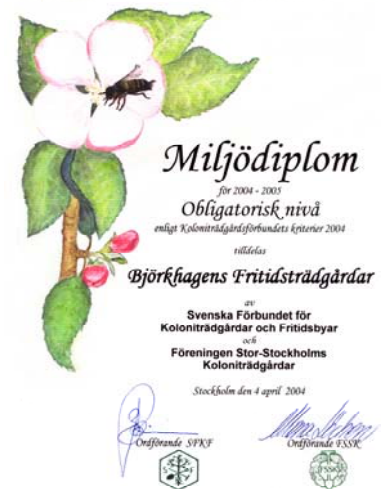 Miljödiplom
för 2004 - 2005
Obligatorisk nivå
enligt Koloniträdgårdsförbundets kriterier 2004
tilldelas
Björkhagens Fritidsträdgårdar
av
Svenska Förbundet för
Koloniträdgårdar och Fritidsbyar
och
Föreningen Stor-Stockholms
Koloniträdgårdar
Stockholm den 4 april 2004
Ordförande SFKF Ordförande FSSK
FSSK